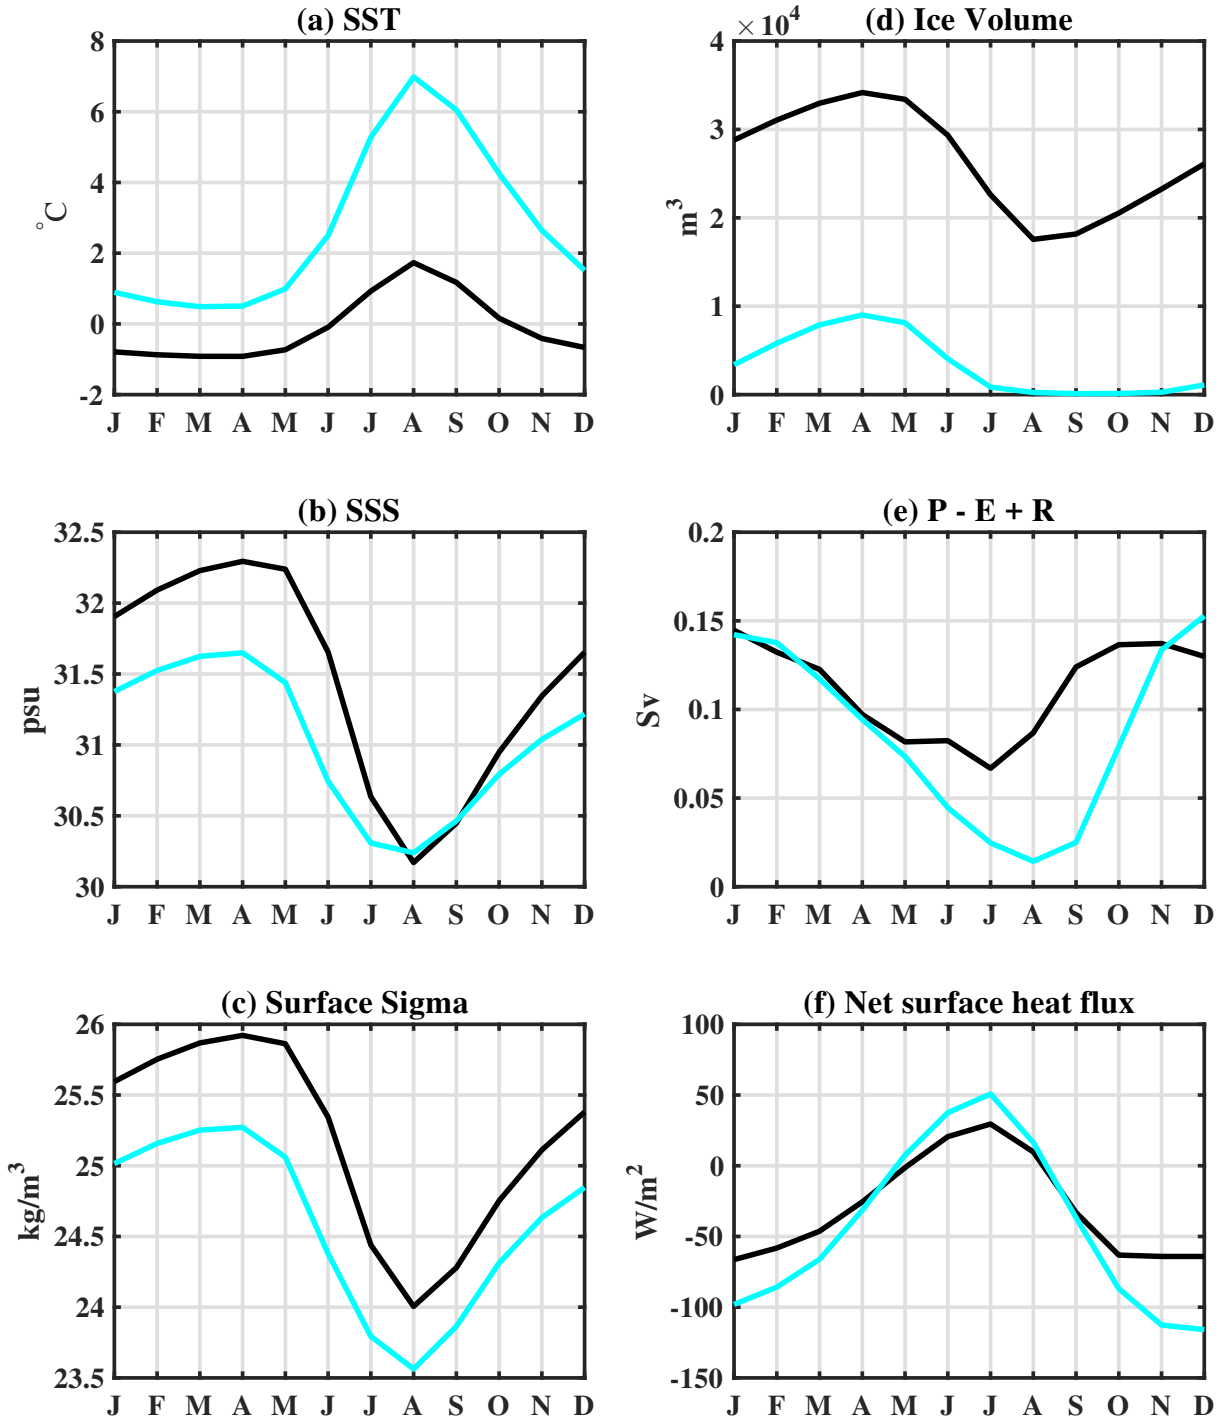 (a) SST
8
6
4
2
0
-2
°C
J F M A M J J A S O N D
(d) Ice Volume
×10⁴
4
3
2
1
0
m³
J F M A M J J A S O N D
(b) SSS
32.5
32
31.5
31
30.5
30
psu
J F M A M J J A S O N D
(e) P - E + R
0.2
0.15
0.1
0.05
0
Sv
J F M A M J J A S O N D
(c) Surface Sigma
26
25.5
25
24.5
24
23.5
kg/m³
J F M A M J J A S O N D
(f) Net surface heat flux
100
50
0
-50
-100
-150
W/m²
J F M A M J J A S O N D